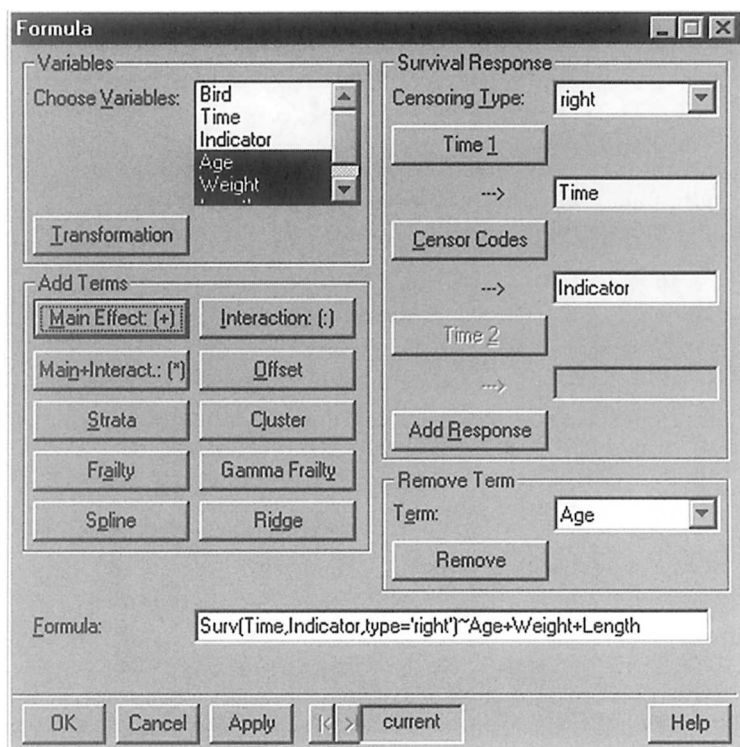 Formula
Variables
Choose Variables:
Bird
Time
Indicator
Age
Weight
Transformation
Add Terms
Main Effect: (+)
Interaction: (:)
Main+Interact.: (*)
Offset
Strata
Cluster
Frailty
Gamma Frailty
Spline
Ridge
Survival Response
Censoring Type:
right
Time 1
--->
Time
Censor Codes
--->
Indicator
Time 2
--->
Add Response
Remove Term
Term:
Age
Remove
Formula:
Surv(Time,Indicator,type='right')~Age+Weight+Length
OK
Cancel
Apply
|<
>|
current
Help